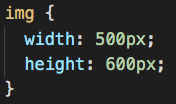 img {
  width: 500px;
  height: 600px;
}